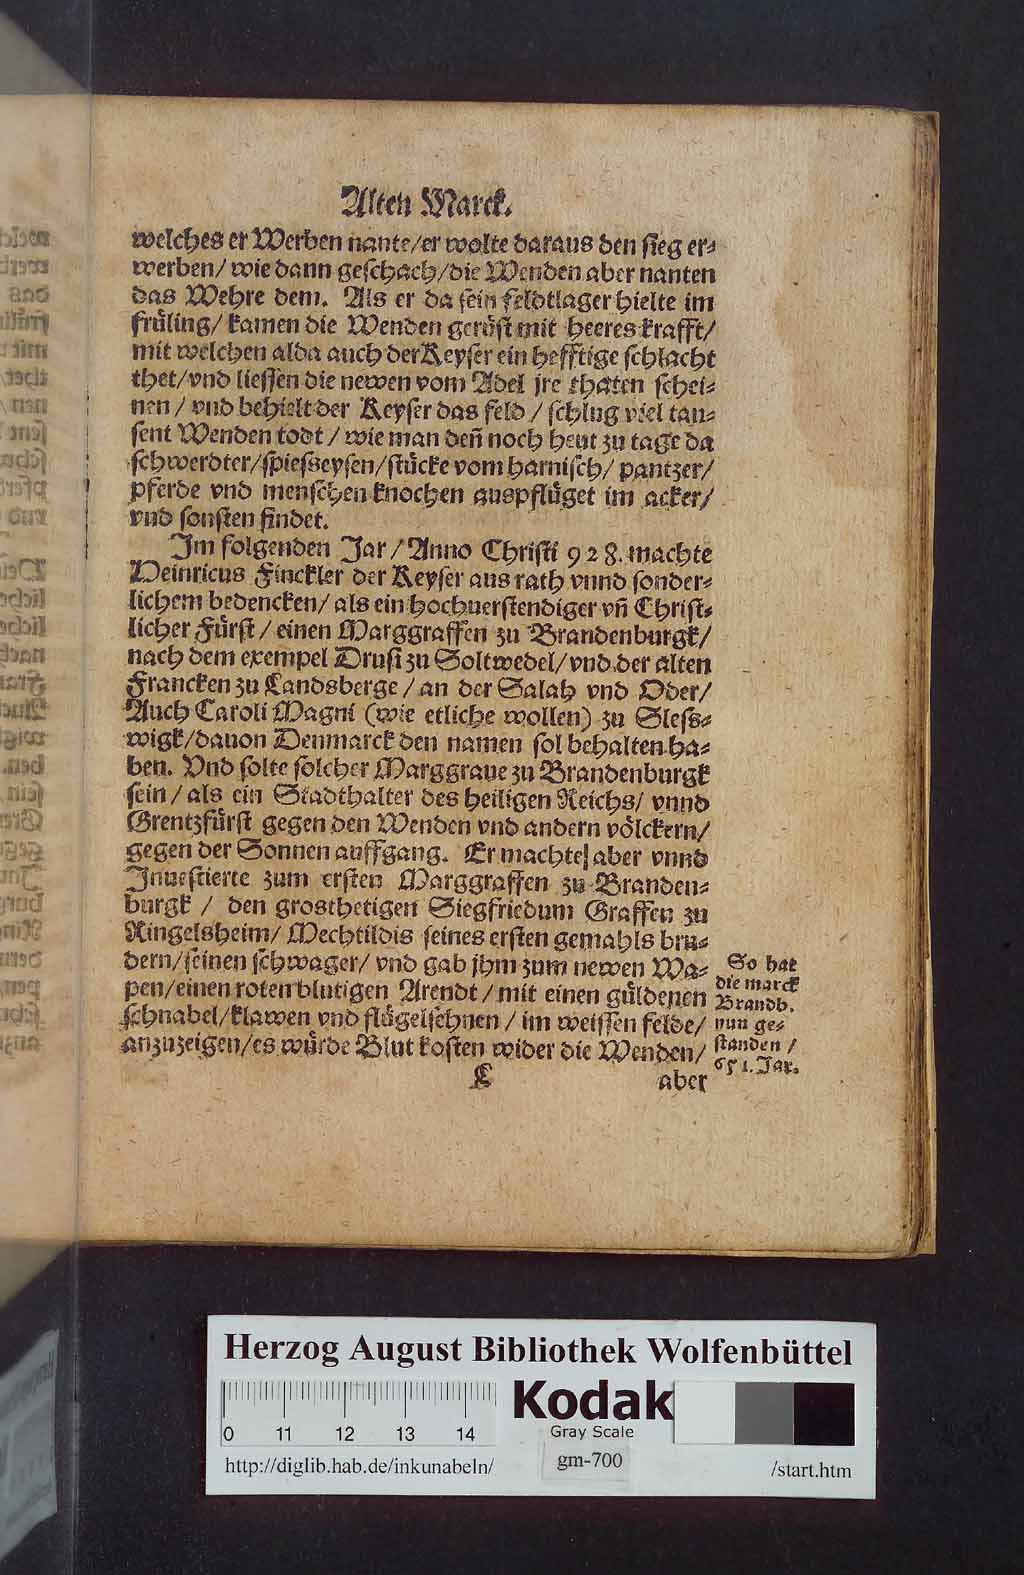 Alten Marck.
welches er Werben nante/er wolte daraus den sieg er-
werben/ wie dann geschach/die Wenden aber nanten
das Wehre dem. Als er da sein feldtlager hielte im
früling/ kamen die Wenden gerüst mit heeres krafft/
mit welchen alda auch der Keyser ein hefftige schlacht
thet/vnd liessen die newen vom Adel jre thaten schei-
nen / vnd behielt der Keyser das feld / schlug viel tau-
sent Wenden todt / wie man deñ noch heut zu tage da
schwerdter/spiesseysen/stücke vom harnisch/ pantzer/
pferde vnd menschen knochen auspflüget im acker/
vnd sonsten findet.
Im folgenden Jar / Anno Christi 928. machte
Heinricus Finckler der Keyser aus rath vnnd sonder-
lichem bedencken/ als ein hochuerstendiger vñ Christ-
licher Fürst / einen Marggraffen zu Brandenburgk/
nach dem exempel Drusi zu Soltwedel/vnd der alten
Francken zu Landsberge / an der Salah vnd Oder/
Auch Caroli Magni (wie etliche wollen) zu Sless-
wigk/dauon Denmarck den namen sol behalten ha-
ben. Vnd solte solcher Marggraue zu Brandenburgk
sein / als ein Stadthalter des heiligen Reichs/ vnnd
Grentzfürst gegen den Wenden vnd andern völckern/
gegen der Sonnen auffgang. Er machte aber vnnd
Inuestierte zum ersten Marggraffen zu Branden-
burgk / den grosthetigen Siegfriedum Graffen zu
Ringelsheim/ Mechtildis seines ersten gemahls bru-
dern/seinen schwager/ vnd gab jhm zum newen Wa-
pen/einen roten blutigen Arendt / mit einen güldenen
schnabel/klawen vnd flügelsehnen / im weissen felde/
anzuzeigen/es würde Blut kosten wider die Wenden/
So hat
die marck
Brandb.
nun ge-
standen /
651. Jar.
C aber
Herzog August Bibliothek Wolfenbüttel
0 11 12 13 14
Kodak
Gray Scale
http://diglib.hab.de/inkunabeln/
gm-700
/start.htm